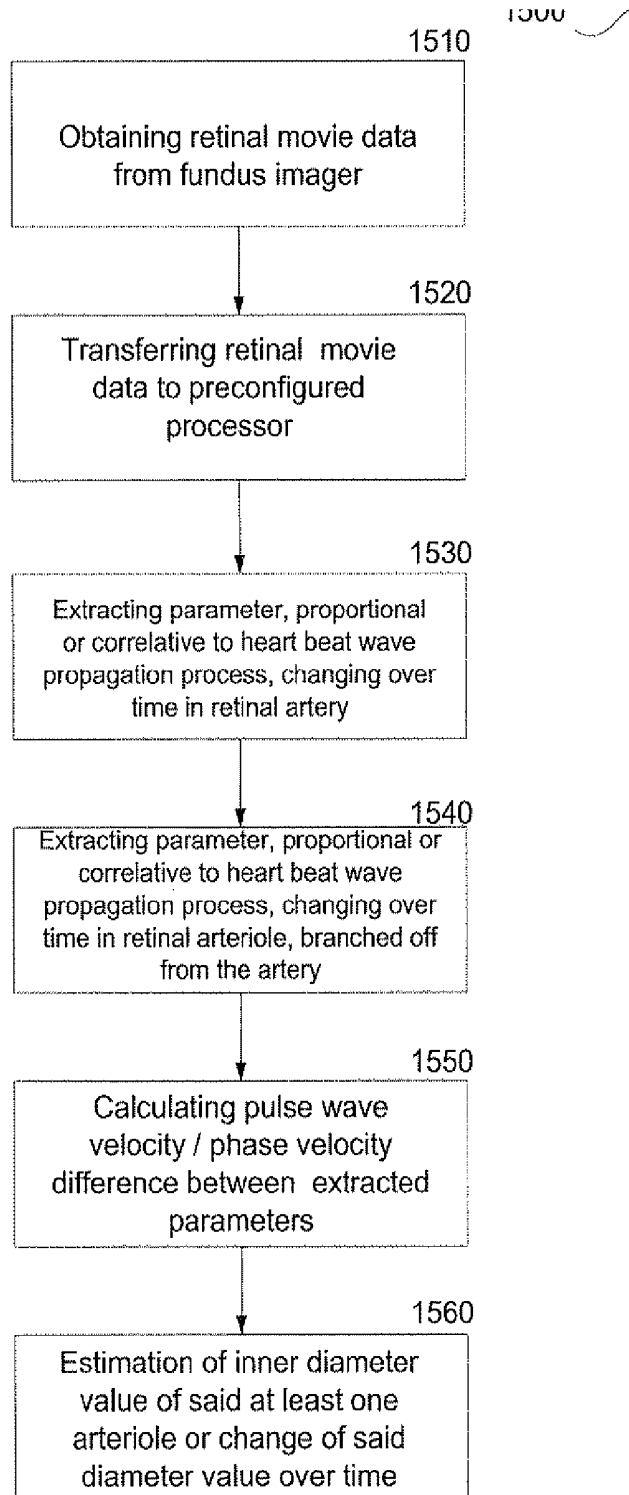 1500
1510
Obtaining retinal movie data
from fundus imager
1520
Transferring retinal movie
data to preconfigured
processor
1530
Extracting parameter, proportional
or correlative to heart beat wave
propagation process, changing over
time in retinal artery
1540
Extracting parameter, proportional or
correlative to heart beat wave
propagation process, changing over
time in retinal arteriole, branched off
from the artery
1550
Calculating pulse wave
velocity / phase velocity
difference between extracted
parameters
1560
Estimation of inner diameter
value of said at least one
arteriole or change of said
diameter value over time